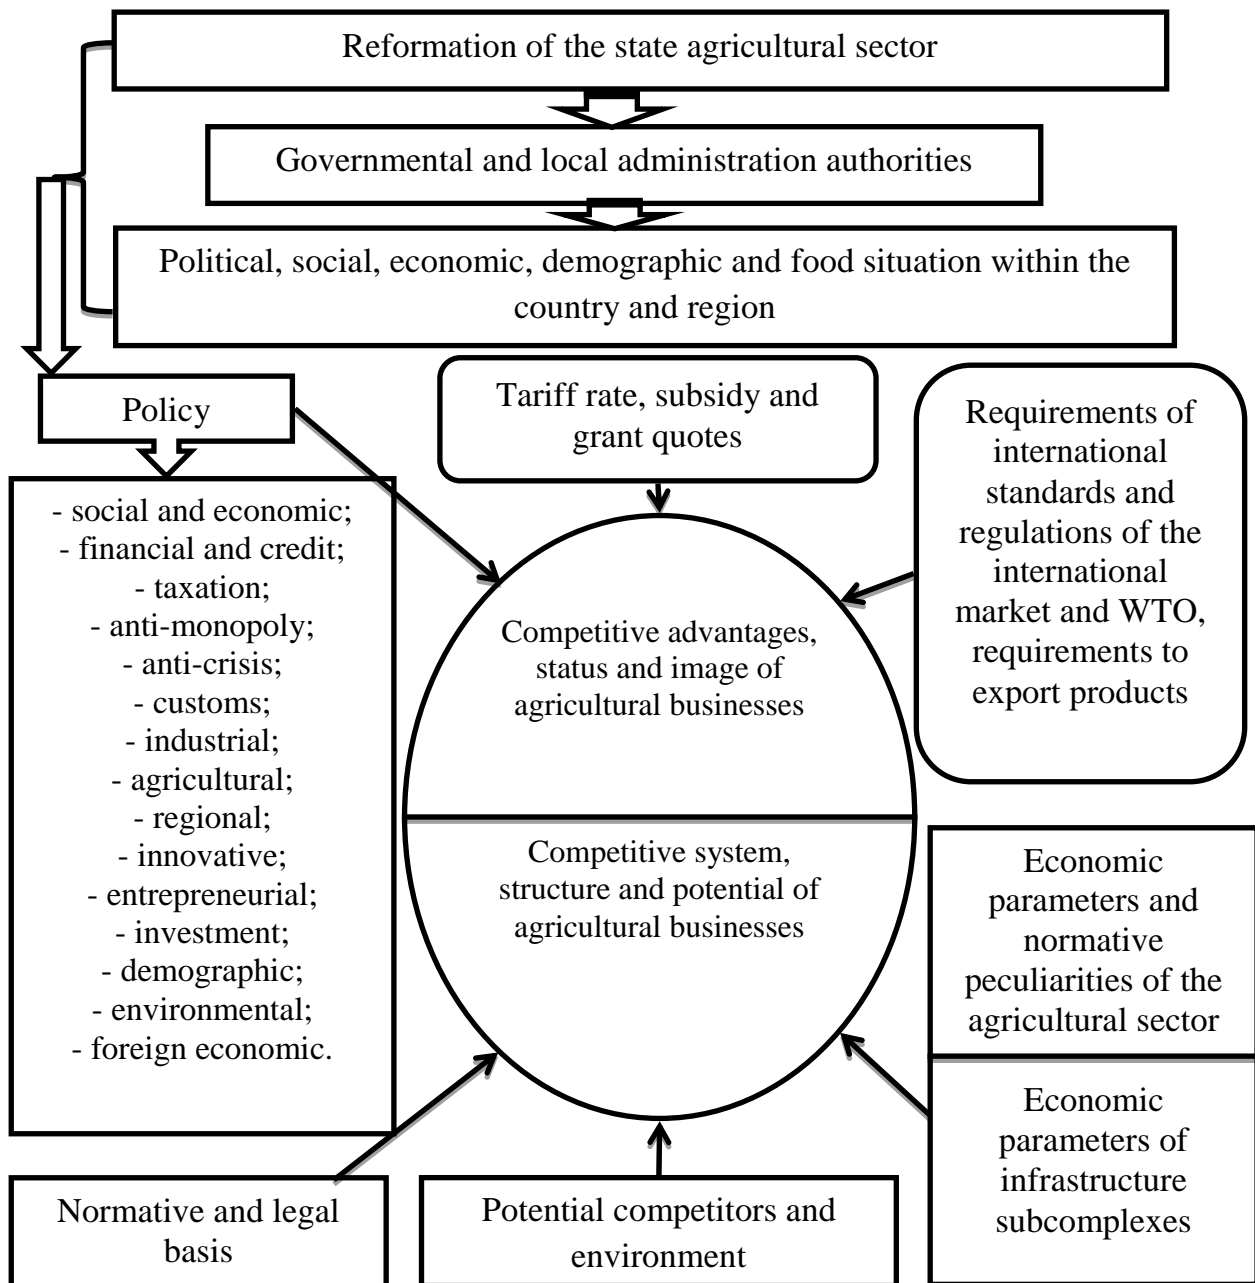 Reformation of the state agricultural sector
Governmental and local administration authorities
Political, social, economic, demographic and food situation within the
country and region
Policy
- social and economic;
- financial and credit;
- taxation;
- anti-monopoly;
- anti-crisis;
- customs;
- industrial;
- agricultural;
- regional;
- innovative;
- entrepreneurial;
- investment;
- demographic;
- environmental;
- foreign economic.
Tariff rate, subsidy and
grant quotes
Requirements of
international
standards and
regulations of the
international
market and WTO,
requirements to
export products
Competitive advantages,
status and image of
agricultural businesses
Competitive system,
structure and potential of
agricultural businesses
Economic
parameters and
normative
peculiarities of the
agricultural sector
Economic
parameters of
infrastructure
subcomplexes
Normative and legal
basis
Potential competitors and
environment